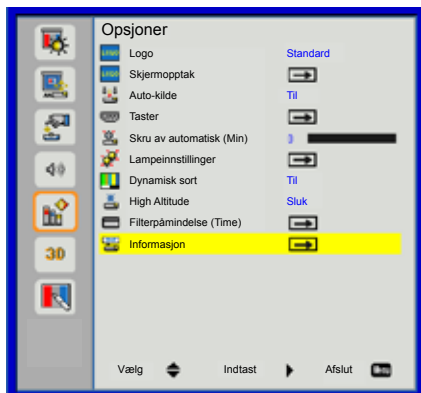 Opsjoner
Logo Standard
Skjermopptak
Auto-kilde Til
Taster
Skru av automatisk (Min) 0
Lampeinnstillinger
Dynamisk sort Til
High Altitude Sluk
Filterpåmindelse (Time)
Informasjon
3D
Vælg Indtast Afslut